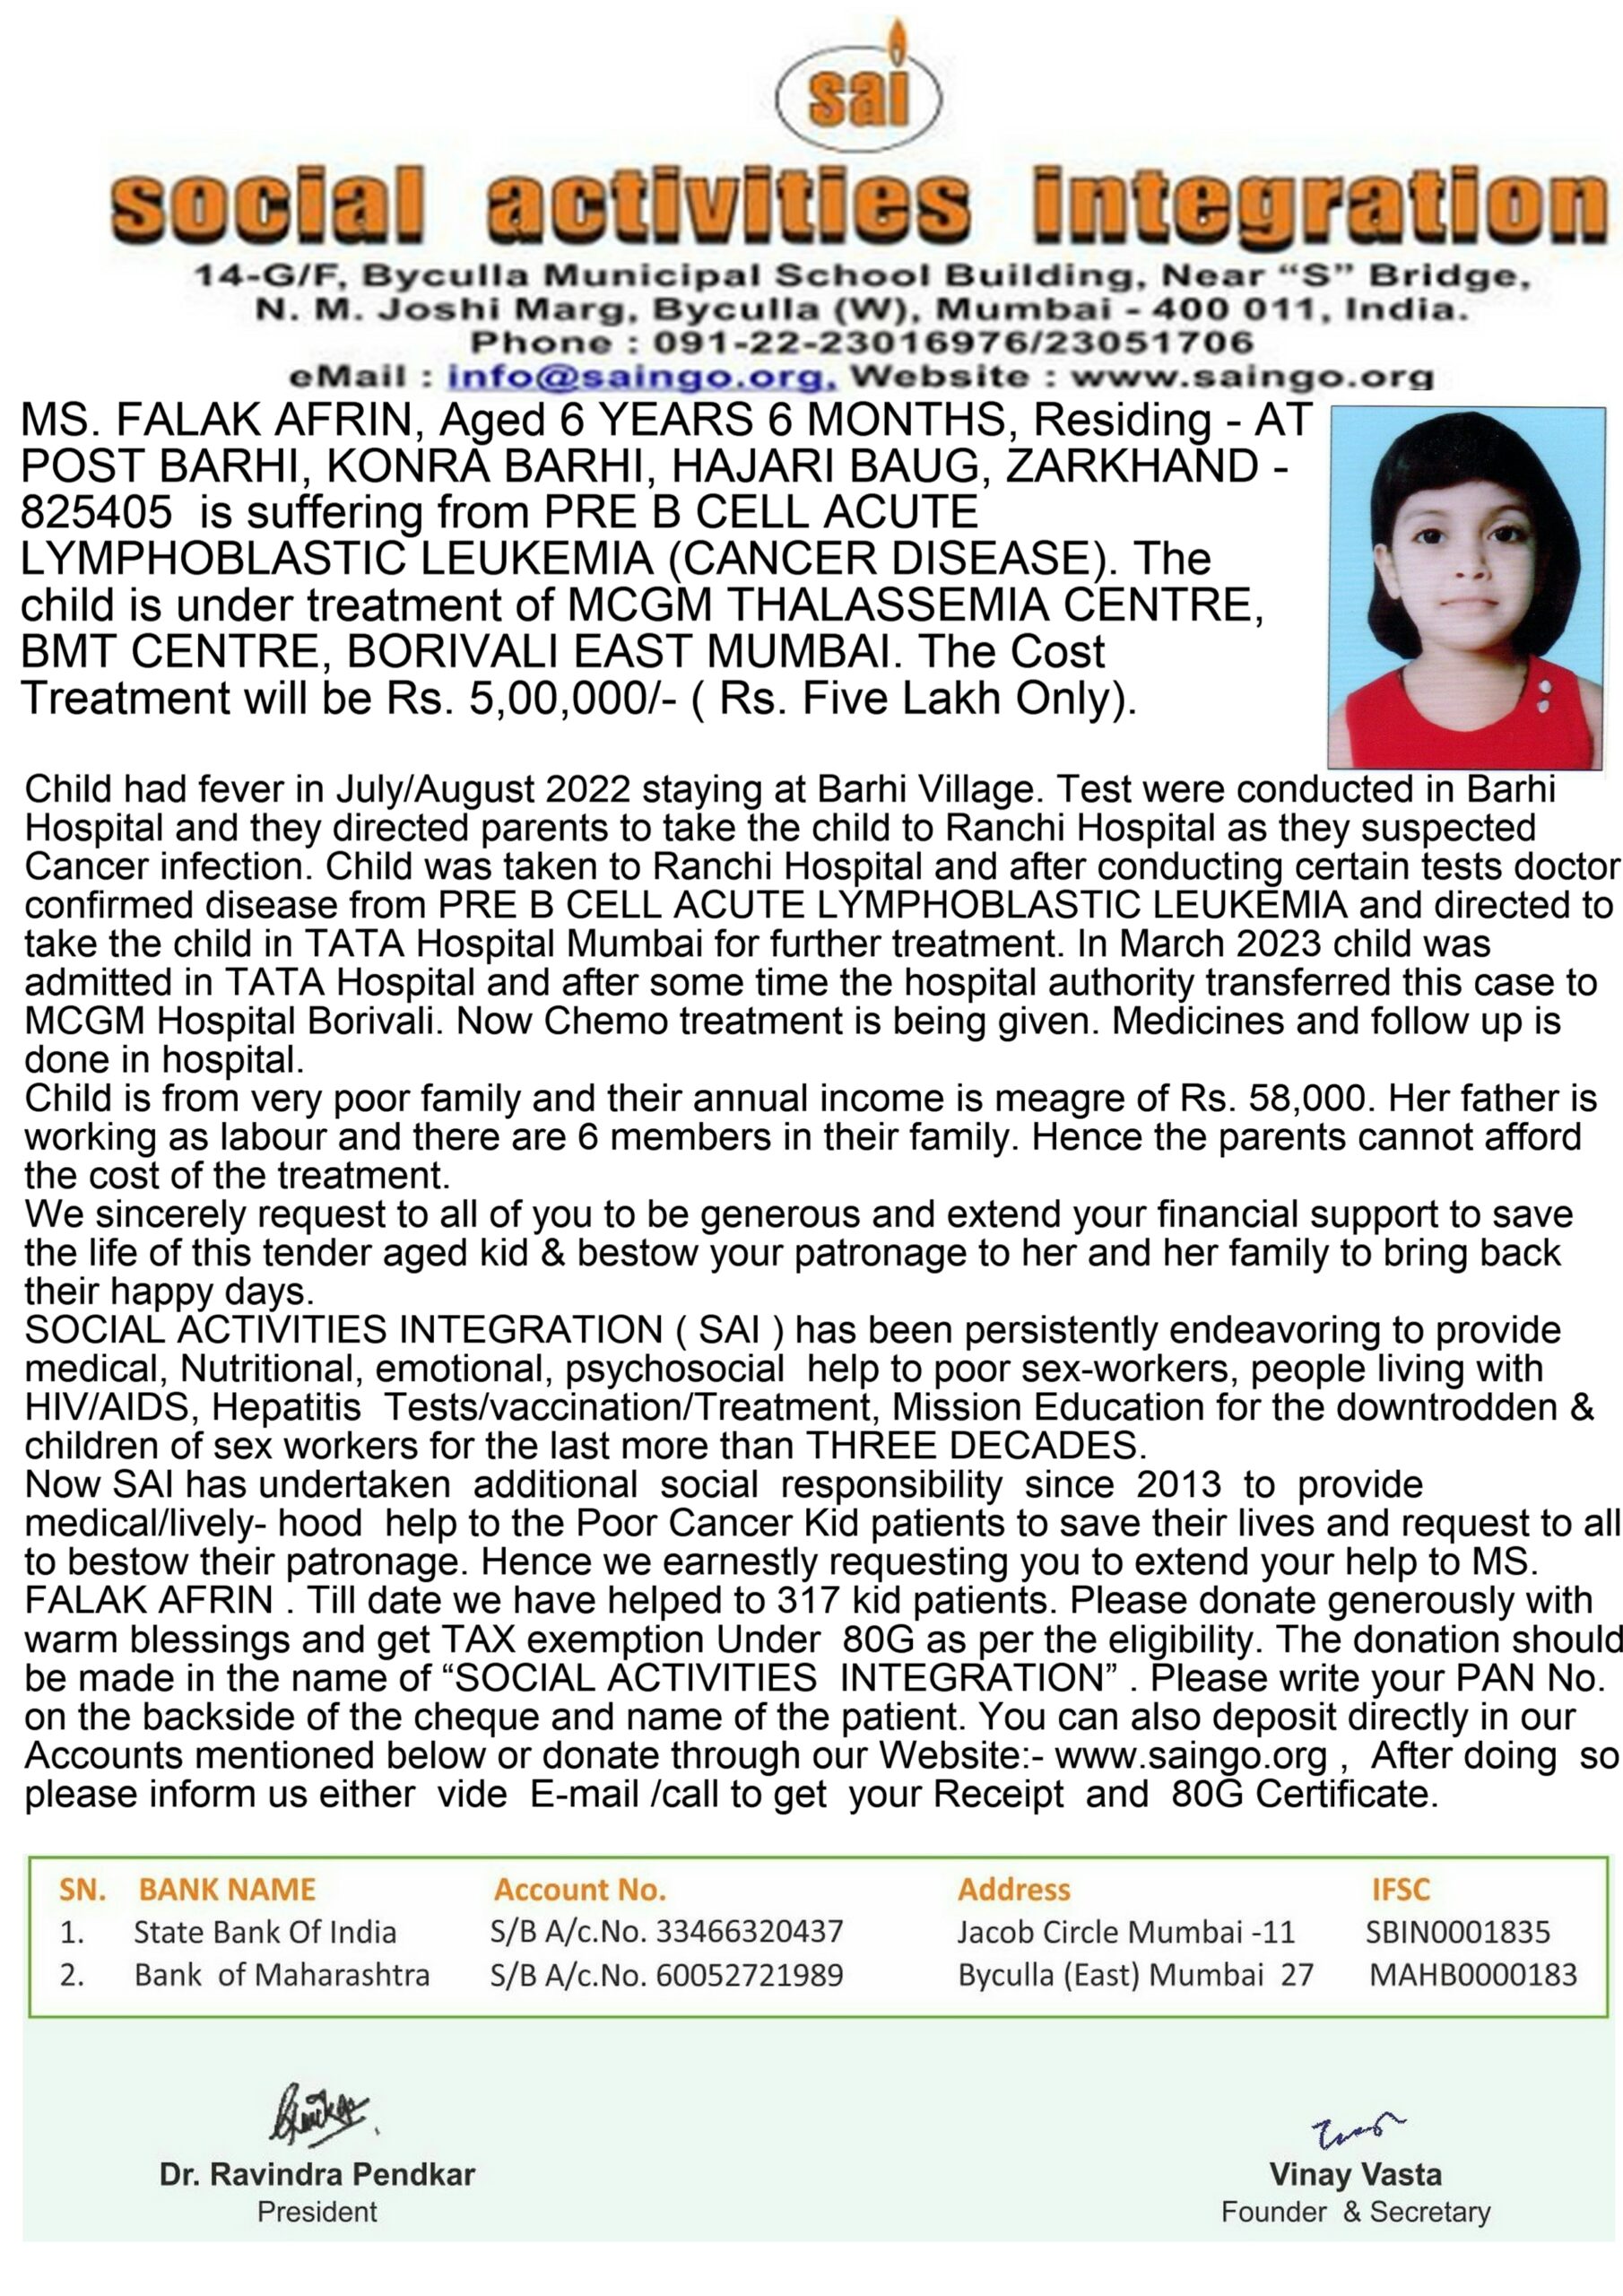 sai
social activities integration
14-G/F, Byculla Municipal School Building, Near “S” Bridge,
N. M. Joshi Marg, Byculla (W), Mumbai - 400 011, India.
Phone : 091-22-23016976/23051706
eMail : info@saingo.org, Website : www.saingo.org
MS. FALAK AFRIN, Aged 6 YEARS 6 MONTHS, Residing - AT
POST BARHI, KONRA BARHI, HAJARI BAUG, ZARKHAND -
825405 is suffering from PRE B CELL ACUTE
LYMPHOBLASTIC LEUKEMIA (CANCER DISEASE). The
child is under treatment of MCGM THALASSEMIA CENTRE,
BMT CENTRE, BORIVALI EAST MUMBAI. The Cost
Treatment will be Rs. 5,00,000/- ( Rs. Five Lakh Only).
Child had fever in July/August 2022 staying at Barhi Village. Test were conducted in Barhi
Hospital and they directed parents to take the child to Ranchi Hospital as they suspected
Cancer infection. Child was taken to Ranchi Hospital and after conducting certain tests doctor
confirmed disease from PRE B CELL ACUTE LYMPHOBLASTIC LEUKEMIA and directed to
take the child in TATA Hospital Mumbai for further treatment. In March 2023 child was
admitted in TATA Hospital and after some time the hospital authority transferred this case to
MCGM Hospital Borivali. Now Chemo treatment is being given. Medicines and follow up is
done in hospital.
Child is from very poor family and their annual income is meagre of Rs. 58,000. Her father is
working as labour and there are 6 members in their family. Hence the parents cannot afford
the cost of the treatment.
We sincerely request to all of you to be generous and extend your financial support to save
the life of this tender aged kid & bestow your patronage to her and her family to bring back
their happy days.
SOCIAL ACTIVITIES INTEGRATION ( SAI ) has been persistently endeavoring to provide
medical, Nutritional, emotional, psychosocial help to poor sex-workers, people living with
HIV/AIDS, Hepatitis Tests/vaccination/Treatment, Mission Education for the downtrodden &
children of sex workers for the last more than THREE DECADES.
Now SAI has undertaken additional social responsibility since 2013 to provide
medical/lively- hood help to the Poor Cancer Kid patients to save their lives and request to all
to bestow their patronage. Hence we earnestly requesting you to extend your help to MS.
FALAK AFRIN . Till date we have helped to 317 kid patients. Please donate generously with
warm blessings and get TAX exemption Under 80G as per the eligibility. The donation should
be made in the name of “SOCIAL ACTIVITIES INTEGRATION” . Please write your PAN No.
on the backside of the cheque and name of the patient. You can also deposit directly in our
Accounts mentioned below or donate through our Website:- www.saingo.org , After doing so
please inform us either vide E-mail /call to get your Receipt and 80G Certificate.
SN. BANK NAME Account No. Address IFSC
1. State Bank Of India S/B A/c.No. 33466320437 Jacob Circle Mumbai -11 SBIN0001835
2. Bank of Maharashtra S/B A/c.No. 60052721989 Byculla (East) Mumbai 27 MAHB0000183
Dr. Ravindra Pendkar Vinay Vasta
President Founder & Secretary